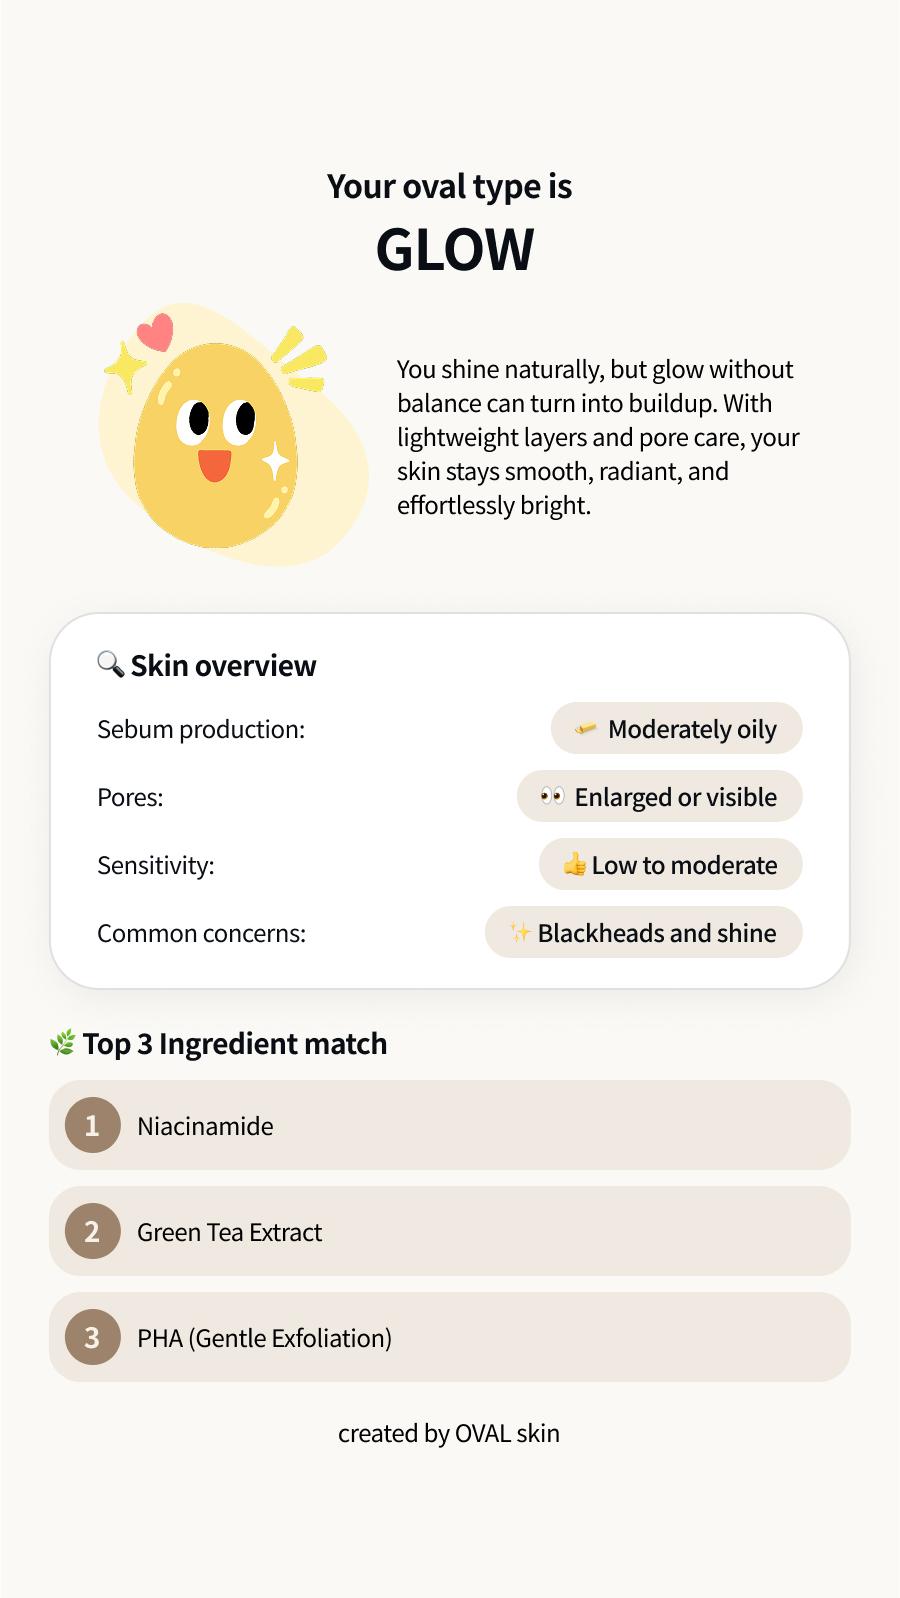 Your oval type is
GLOW
You shine naturally, but glow without
balance can turn into buildup. With
lightweight layers and pore care, your
skin stays smooth, radiant, and
effortlessly bright.
🔍 Skin overview
Sebum production: 🧈 Moderately oily
Pores: 👀 Enlarged or visible
Sensitivity: 👍 Low to moderate
Common concerns: ✨ Blackheads and shine
🌿 Top 3 Ingredient match
1 Niacinamide
2 Green Tea Extract
3 PHA (Gentle Exfoliation)
created by OVAL skin